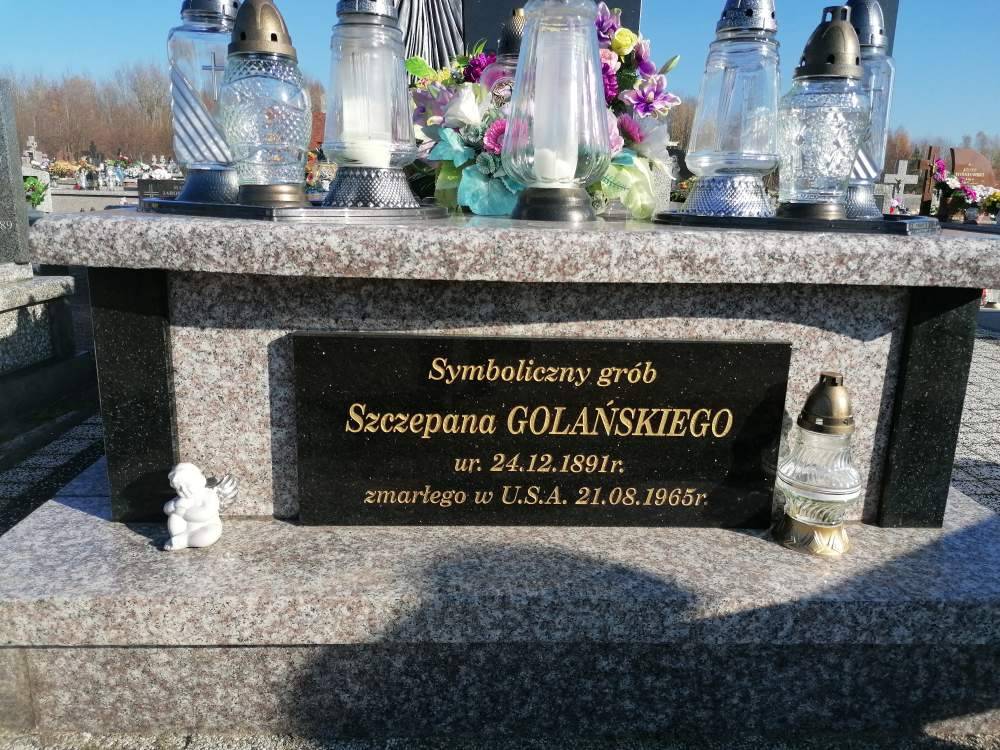 Symboliczny grób
Szczepana GOLAŃSKIEGO
ur. 24.12.1891r.
zmarłego w U.S.A. 21.08.1965r.